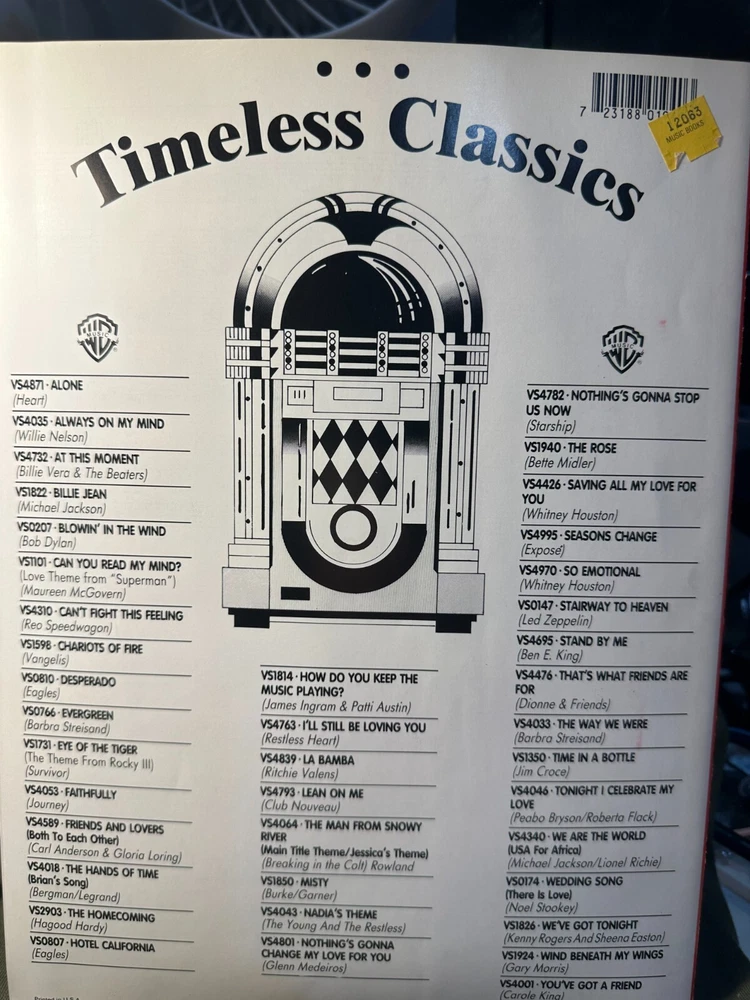 Timeless Classics
7 23188 01
12063
MUSIC BOOKS
WB
MUSIC
VS4871 · ALONE
(Heart)
VS4035 · ALWAYS ON MY MIND
(Willie Nelson)
VS4732 · AT THIS MOMENT
(Billie Vera & The Beaters)
VS1822 · BILLIE JEAN
(Michael Jackson)
VS0207 · BLOWIN' IN THE WIND
(Bob Dylan)
VS1101 · CAN YOU READ MY MIND?
(Love Theme from "Superman")
(Maureen McGovern)
VS4310 · CAN'T FIGHT THIS FEELING
(Reo Speedwagon)
VS1598 · CHARIOTS OF FIRE
(Vangelis)
VS0810 · DESPERADO
(Eagles)
VS0766 · EVERGREEN
(Barbra Streisand)
VS1731 · EYE OF THE TIGER
(The Theme From Rocky III)
(Survivor)
VS4053 · FAITHFULLY
(Journey)
VS4589 · FRIENDS AND LOVERS
(Both To Each Other)
(Carl Anderson & Gloria Loring)
VS4018 · THE HANDS OF TIME
(Brian's Song)
(Bergman/Legrand)
VS2903 · THE HOMECOMING
(Hagood Hardy)
VS0807 · HOTEL CALIFORNIA
(Eagles)
Printed in U.S.A.
VS1814 · HOW DO YOU KEEP THE
MUSIC PLAYING?
(James Ingram & Patti Austin)
VS4763 · I'LL STILL BE LOVING YOU
(Restless Heart)
VS4839 · LA BAMBA
(Ritchie Valens)
VS4793 · LEAN ON ME
(Club Nouveau)
VS4064 · THE MAN FROM SNOWY
RIVER
(Main Title Theme/Jessica's Theme)
(Breaking in the Colt) Rowland
VS1850 · MISTY
(Burke/Garner)
VS4043 · NADIA'S THEME
(The Young And The Restless)
VS4801 · NOTHING'S GONNA
CHANGE MY LOVE FOR YOU
(Glenn Medeiros)
WB
MUSIC
VS4782 · NOTHING'S GONNA STOP
US NOW
(Starship)
VS1940 · THE ROSE
(Bette Midler)
VS4426 · SAVING ALL MY LOVE FOR
YOU
(Whitney Houston)
VS4995 · SEASONS CHANGE
(Exposé)
VS4970 · SO EMOTIONAL
(Whitney Houston)
VS0147 · STAIRWAY TO HEAVEN
(Led Zeppelin)
VS4695 · STAND BY ME
(Ben E. King)
VS4476 · THAT'S WHAT FRIENDS ARE
FOR
(Dionne & Friends)
VS4033 · THE WAY WE WERE
(Barbra Streisand)
VS1350 · TIME IN A BOTTLE
(Jim Croce)
VS4046 · TONIGHT I CELEBRATE MY
LOVE
(Peabo Bryson/Roberta Flack)
VS4340 · WE ARE THE WORLD
(USA For Africa)
(Michael Jackson/Lionel Richie)
VS0174 · WEDDING SONG
(There Is Love)
(Noel Stookey)
VS1826 · WE'VE GOT TONIGHT
(Kenny Rogers And Sheena Easton)
VS1924 · WIND BENEATH MY WINGS
(Gary Morris)
VS4001 · YOU'VE GOT A FRIEND
(Carole King)